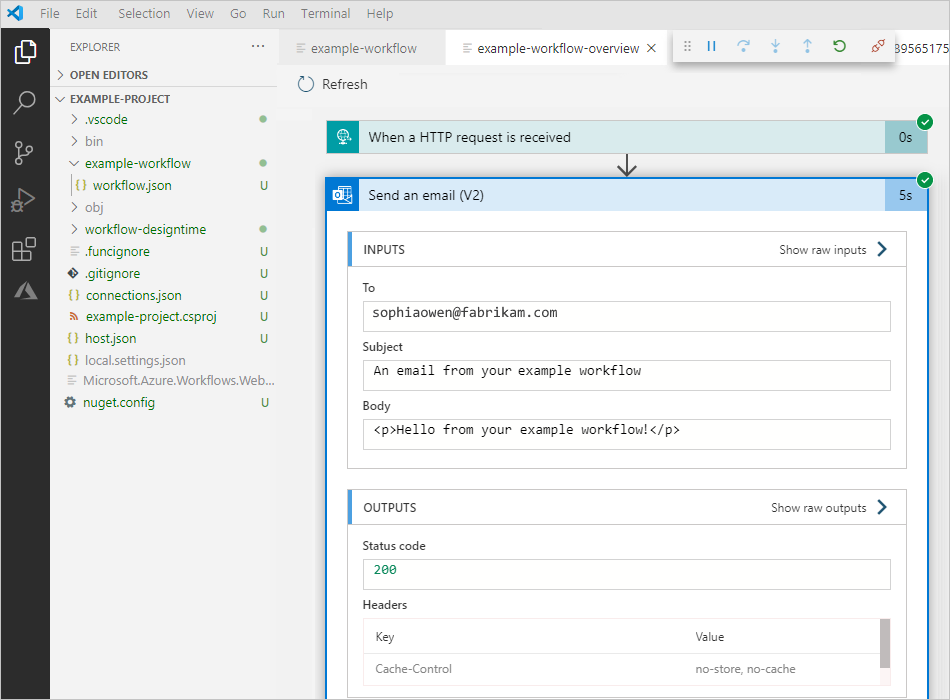 File Edit Selection View Go Run Terminal Help
EXPLORER ···
OPEN EDITORS
EXAMPLE-PROJECT
.vscode
bin
example-workflow
{} workflow.json U
obj
workflow-designtime
.funcignore U
.gitignore U
{} connections.json U
example-project.csproj U
{} host.json U
{} local.settings.json
Microsoft.Azure.Workflows.Web...
nuget.config U
example-workflow example-workflow-overview 39565175
Refresh
When a HTTP request is received 0s
Send an email (V2) 5s
INPUTS Show raw inputs
To
sophiaowen@fabrikam.com
Subject
An email from your example workflow
Body
<p>Hello from your example workflow!</p>
OUTPUTS Show raw outputs
Status code
200
Headers
Key Value
Cache-Control no-store, no-cache